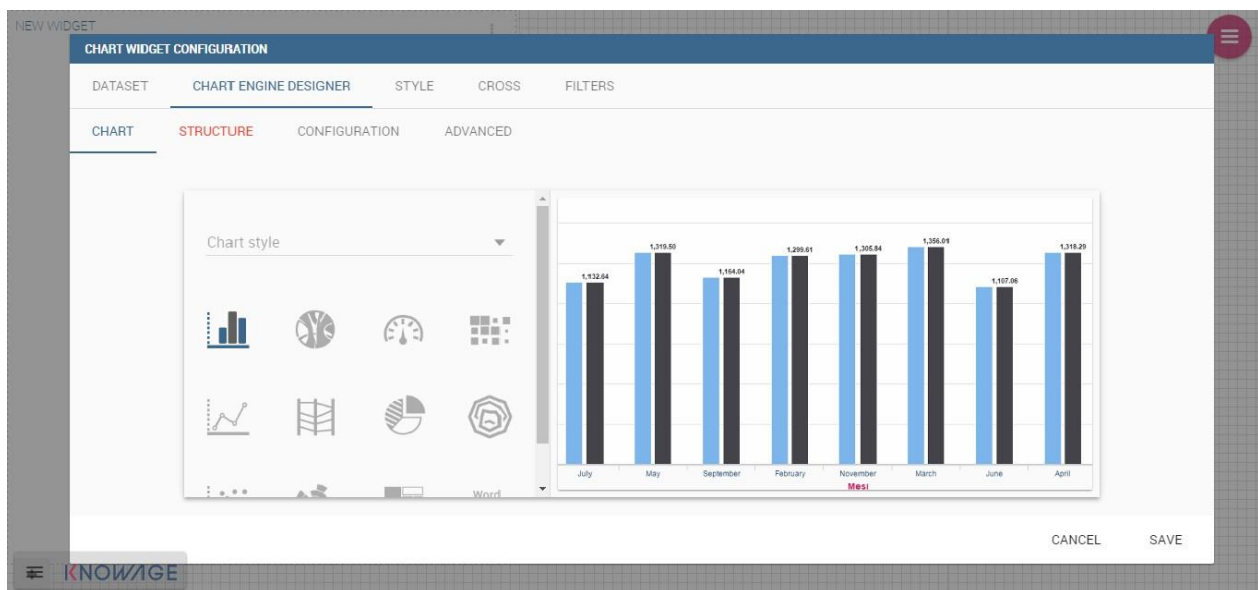 NEW WIDGET
CHART WIDGET CONFIGURATION
DATASET CHART ENGINE DESIGNER STYLE CROSS FILTERS
CHART STRUCTURE CONFIGURATION ADVANCED
Chart style
Word
1,132.64 1,319.50 1,164.04 1,299.61 1,305.84 1,356.01 1,107.06 1,318.29
July May September February November March June April
Mesi
CANCEL SAVE
KNOWAGE